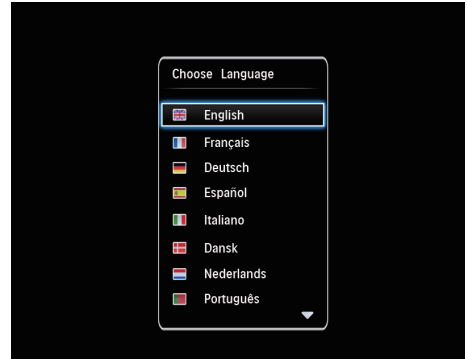 Choose Language
English
Français
Deutsch
Español
Italiano
Dansk
Nederlands
Português